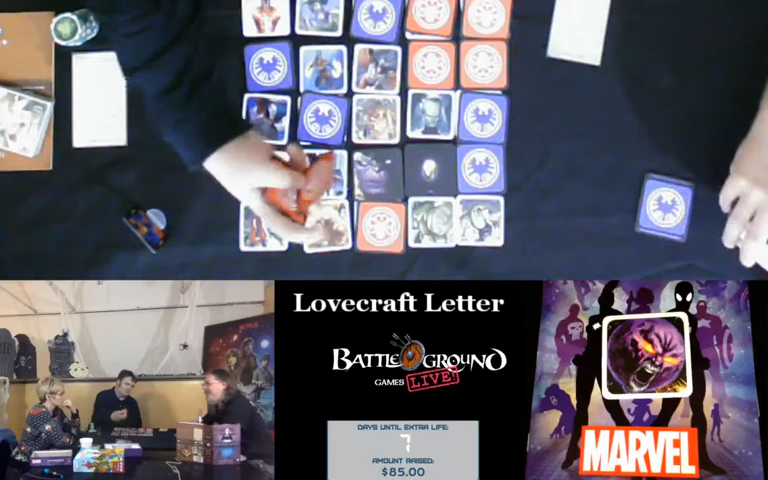 Lovecraft Letter
BATTLEGROUND
GAMES LIVE!
DAYS UNTIL EXTRA LIFE:
7
AMOUNT RAISED:
$85.00
MARVEL